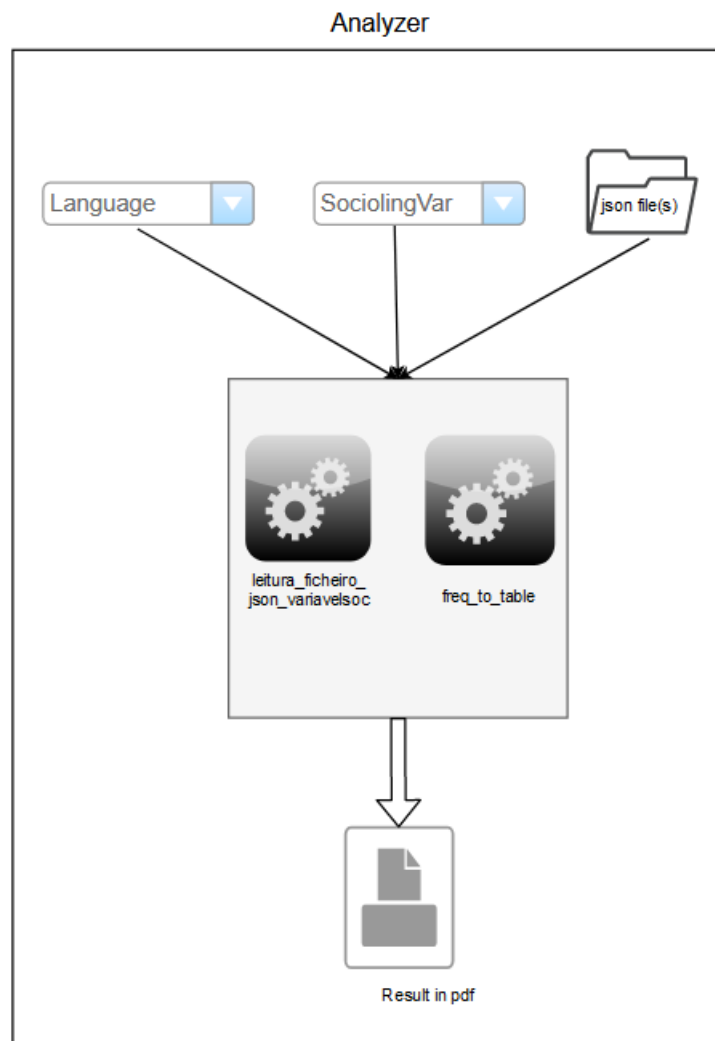 Analyzer
Language
SociolingVar
json file(s)
leitura_ficheiro_
json_variavelsoc
freq_to_table
Result in pdf